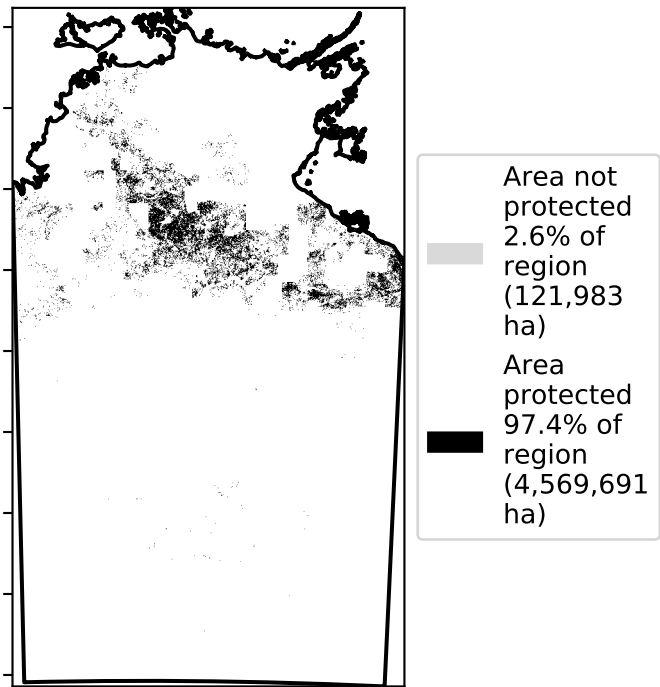 Area not
protected
2.6% of
region
(121,983
ha)
Area
protected
97.4% of
region
(4,569,691
ha)